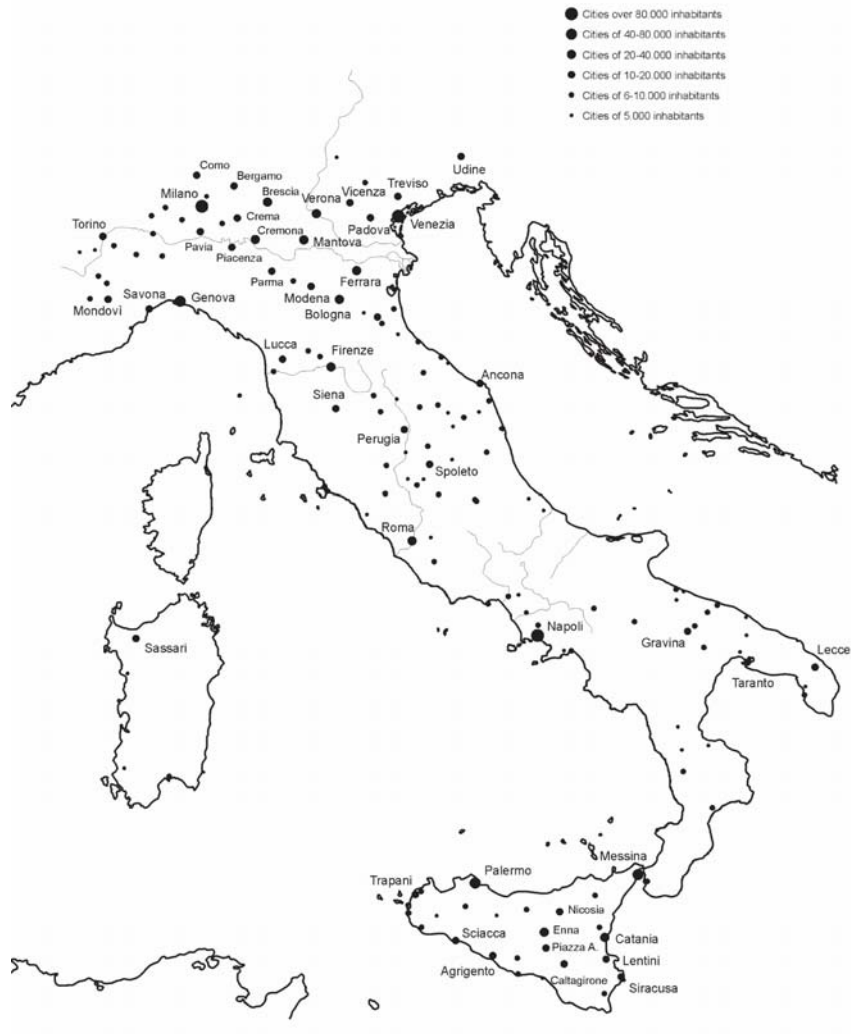 Cities over 80.000 inhabitants
Cities of 40-80.000 inhabitants
Cities of 20-40.000 inhabitants
Cities of 10-20.000 inhabitants
Cities of 6-10.000 inhabitants
Cities of 5.000 inhabitants
Como
Bergamo
Udine
Milano
Brescia
Verona
Vicenza
Treviso
Torino
Crema
Padova
Venezia
Pavia
Cremona
Mantova
Piacenza
Parma
Ferrara
Modena
Mondovì
Savona
Genova
Bologna
Lucca
Firenze
Siena
Ancona
Perugia
Spoleto
Roma
Napoli
Gravina
Lecce
Taranto
Sassari
Messina
Palermo
Trapani
Nicosia
Sciacca
Enna
Catania
Piazza A.
Lentini
Agrigento
Caltagirone
Siracusa